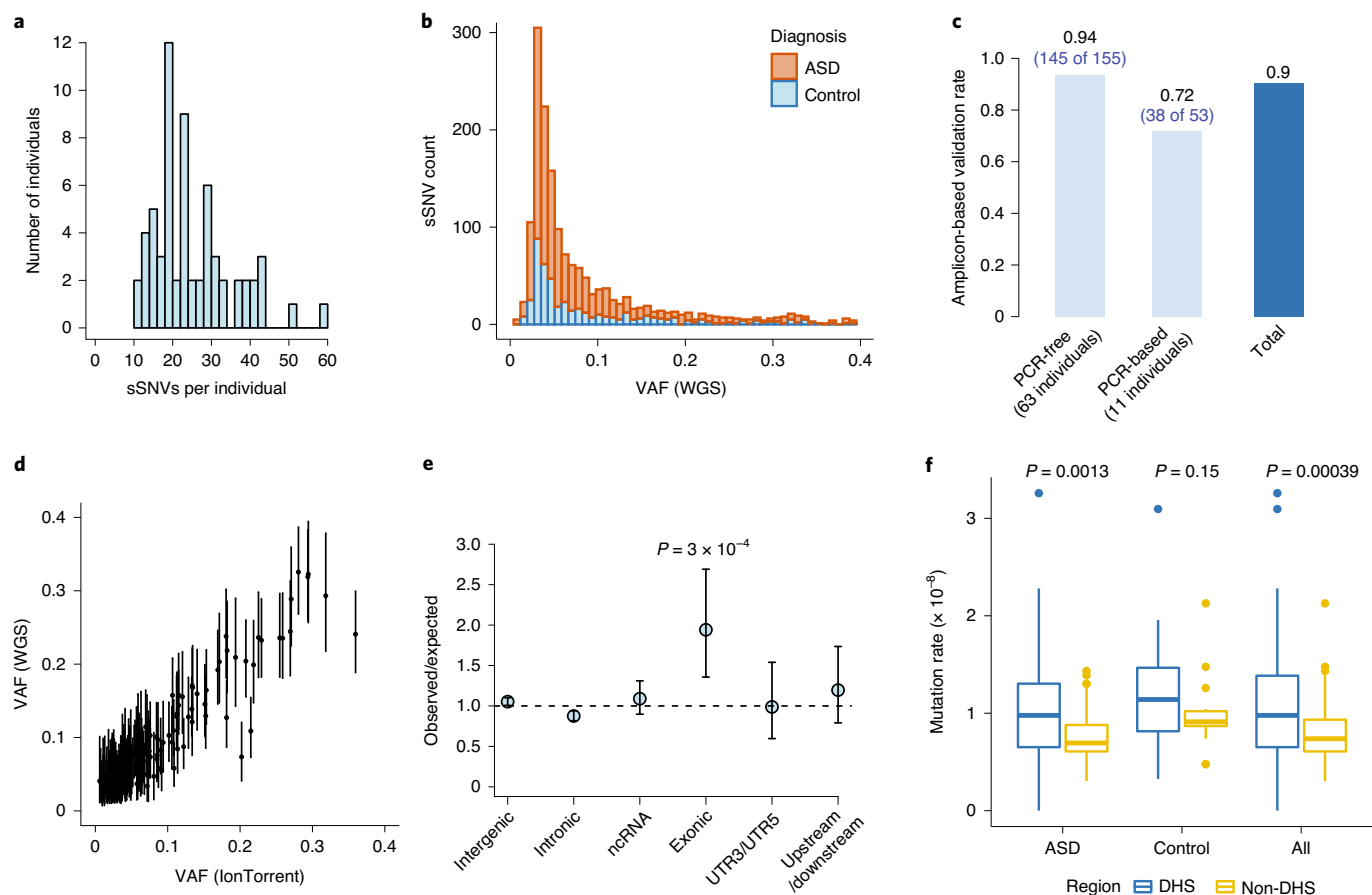 a
12
10
8
6
4
2
0
Number of individuals
0 10 20 30 40 50 60
sSNVs per individual
b
300
200
100
0
sSNV count
0 0.1 0.2 0.3 0.4
VAF (WGS)
Diagnosis
ASD
Control
c
1.0
0.8
0.6
0.4
0.2
0
Amplicon-based validation rate
0.94
(145 of 155)
0.72
(38 of 53)
0.9
PCR-free
(63 individuals)
PCR-based
(11 individuals)
Total
d
0.4
0.3
0.2
0.1
0
VAF (WGS)
0 0.1 0.2 0.3 0.4
VAF (IonTorrent)
e
3.0
2.5
2.0
1.5
1.0
0.5
0
Observed/expected
P = 3 × 10⁻⁴
Intergenic
Intronic
ncRNA
Exonic
UTR3/UTR5
Upstream
/downstream
f
P = 0.0013 P = 0.15 P = 0.00039
3
2
1
0
Mutation rate (× 10⁻⁸)
ASD Control All
Region DHS Non-DHS